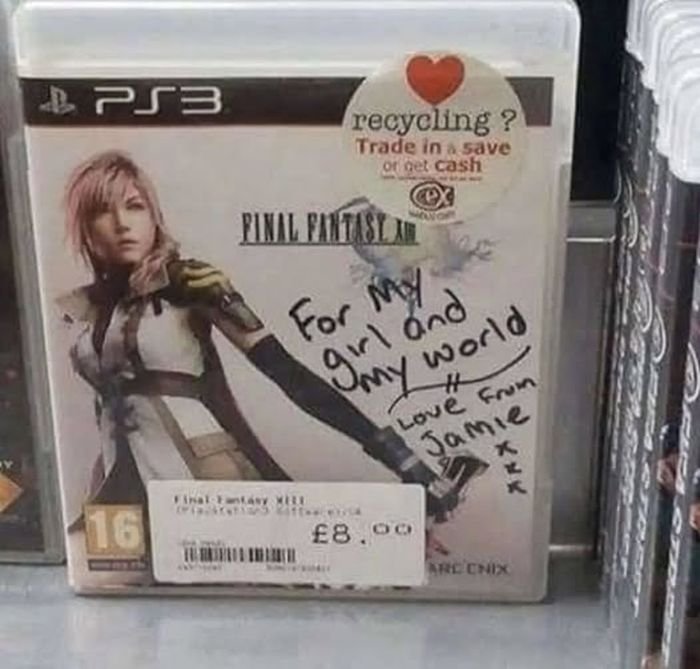 PS3
recycling ?
Trade in & save
or get cash
cex
FINAL FANTASY XIII
For My
girl and
My world
Love From
Jamie
x x x
Final Fantasy XIII
£8.00
16
ARE ENIX